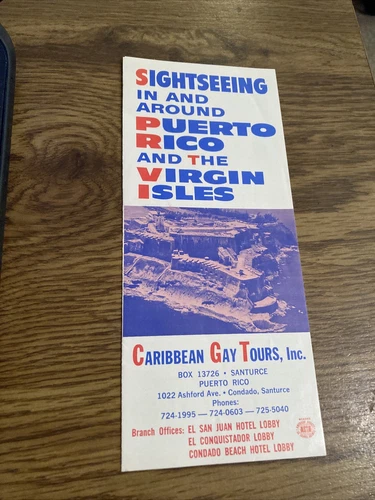 SIGHTSEEING
IN AND
AROUND
PUERTO
RICO
AND THE
VIRGIN
ISLES
CARIBBEAN GAY TOURS, INC.
BOX 13726 • SANTURCE
PUERTO RICO
1022 Ashford Ave. • Condado, Santurce
Phones:
724-1995 — 724-0603 — 725-5040
Branch Offices: EL SAN JUAN HOTEL LOBBY
EL CONQUISTADOR LOBBY
CONDADO BEACH HOTEL LOBBY